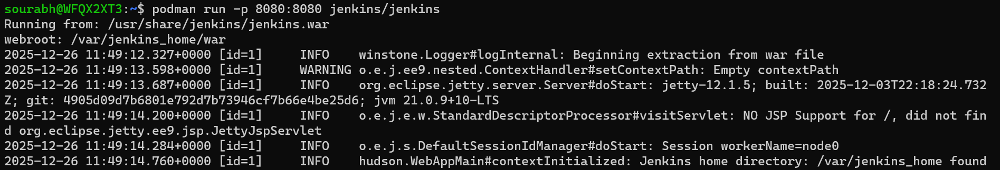 sourabh@WFQX2XT3:~$ podman run -p 8080:8080 jenkins/jenkins
Running from: /usr/share/jenkins/jenkins.war
webroot: /var/jenkins_home/war
2025-12-26 11:49:12.327+0000 [id=1]     INFO    winstone.Logger#logInternal: Beginning extraction from war file
2025-12-26 11:49:13.598+0000 [id=1]     WARNING o.e.j.ee9.nested.ContextHandler#setContextPath: Empty contextPath
2025-12-26 11:49:13.687+0000 [id=1]     INFO    org.eclipse.jetty.server.Server#doStart: jetty-12.1.5; built: 2025-12-03T22:18:24.732
Z; git: 4905d09d7b6801e792d7b73946cf7b66e4be25d6; jvm 21.0.9+10-LTS
2025-12-26 11:49:14.200+0000 [id=1]     INFO    o.e.j.e.w.StandardDescriptorProcessor#visitServlet: NO JSP Support for /, did not fin
d org.eclipse.jetty.ee9.jsp.JettyJspServlet
2025-12-26 11:49:14.284+0000 [id=1]     INFO    o.e.j.s.DefaultSessionIdManager#doStart: Session workerName=node0
2025-12-26 11:49:14.760+0000 [id=1]     INFO    hudson.WebAppMain#contextInitialized: Jenkins home directory: /var/jenkins_home found